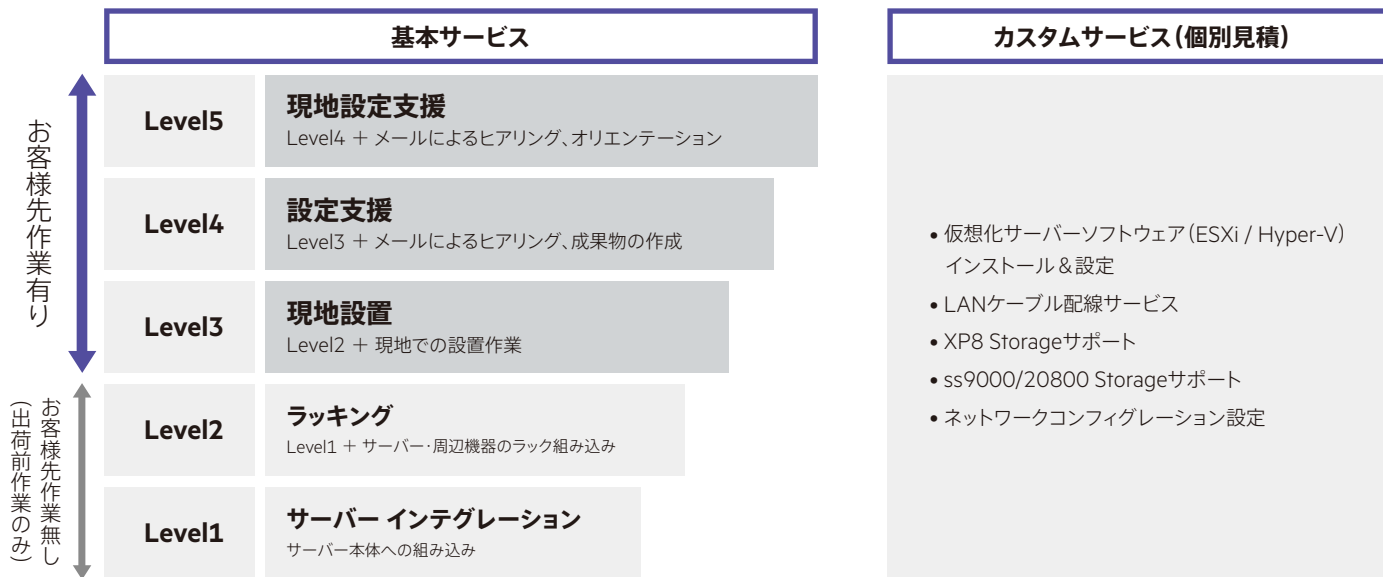 基本サービス
お客様先作業有り
Level5
現地設定支援
Level4 ＋ メールによるヒアリング、オリエンテーション
Level4
設定支援
Level3 ＋ メールによるヒアリング、成果物の作成
Level3
現地設置
Level2 ＋ 現地での設置作業
お客様先作業無し
(出荷前作業のみ)
Level2
ラッキング
Level1 ＋ サーバー・周辺機器のラック組み込み
Level1
サーバー インテグレーション
サーバー本体への組み込み
カスタムサービス(個別見積)
• 仮想化サーバーソフトウェア(ESXi / Hyper-V)
インストール＆設定
• LANケーブル配線サービス
• XP8 Storageサポート
• ss9000/20800 Storageサポート
• ネットワークコンフィグレーション設定